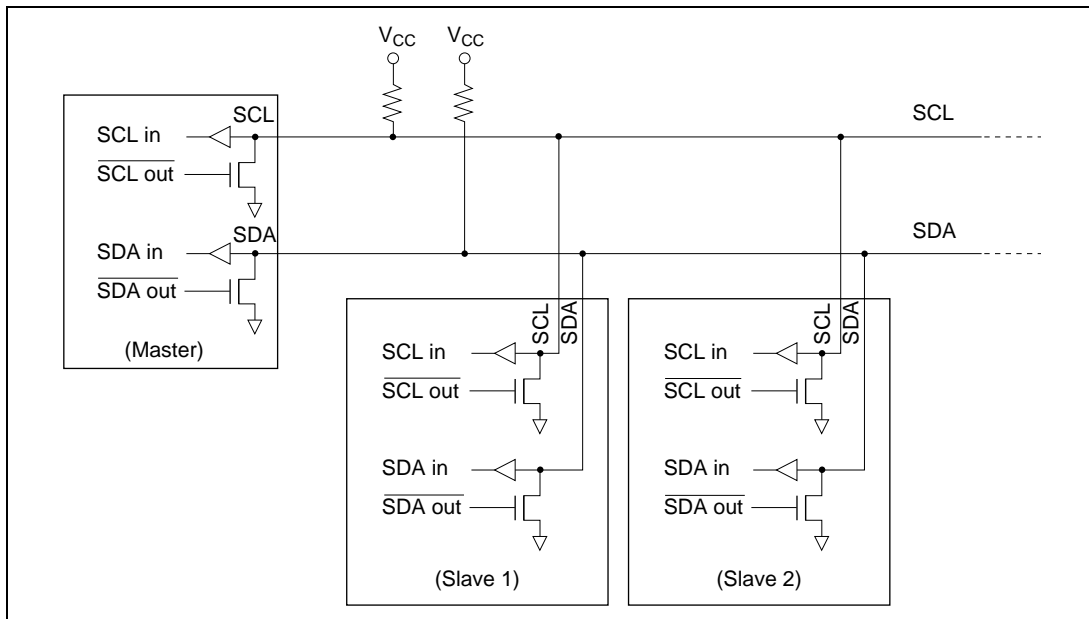 VCC VCC
SCL
SCL
SCL in
SCL out
SDA
SDA
SDA in
SDA out
(Master)
SCL SDA
SCL in
SCL out
SDA in
SDA out
(Slave 1)
SCL SDA
SCL in
SCL out
SDA in
SDA out
(Slave 2)